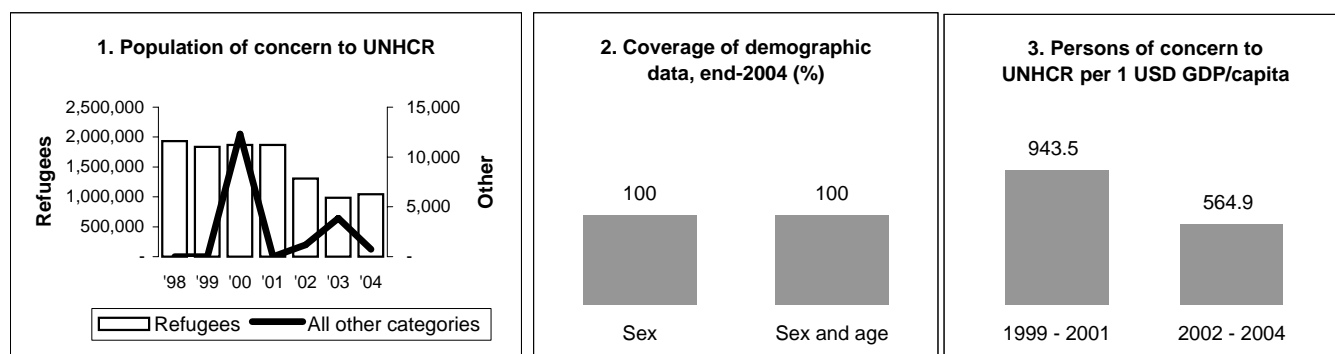 1. Population of concern to UNHCR
2,500,000
2,000,000
1,500,000
1,000,000
500,000
-
Refugees
15,000
10,000
5,000
-
Other
'98 '99 '00 '01 '02 '03 '04
Refugees All other categories
2. Coverage of demographic
data, end-2004 (%)
100 100
Sex Sex and age
3. Persons of concern to
UNHCR per 1 USD GDP/capita
943.5
564.9
1999 - 2001 2002 - 2004